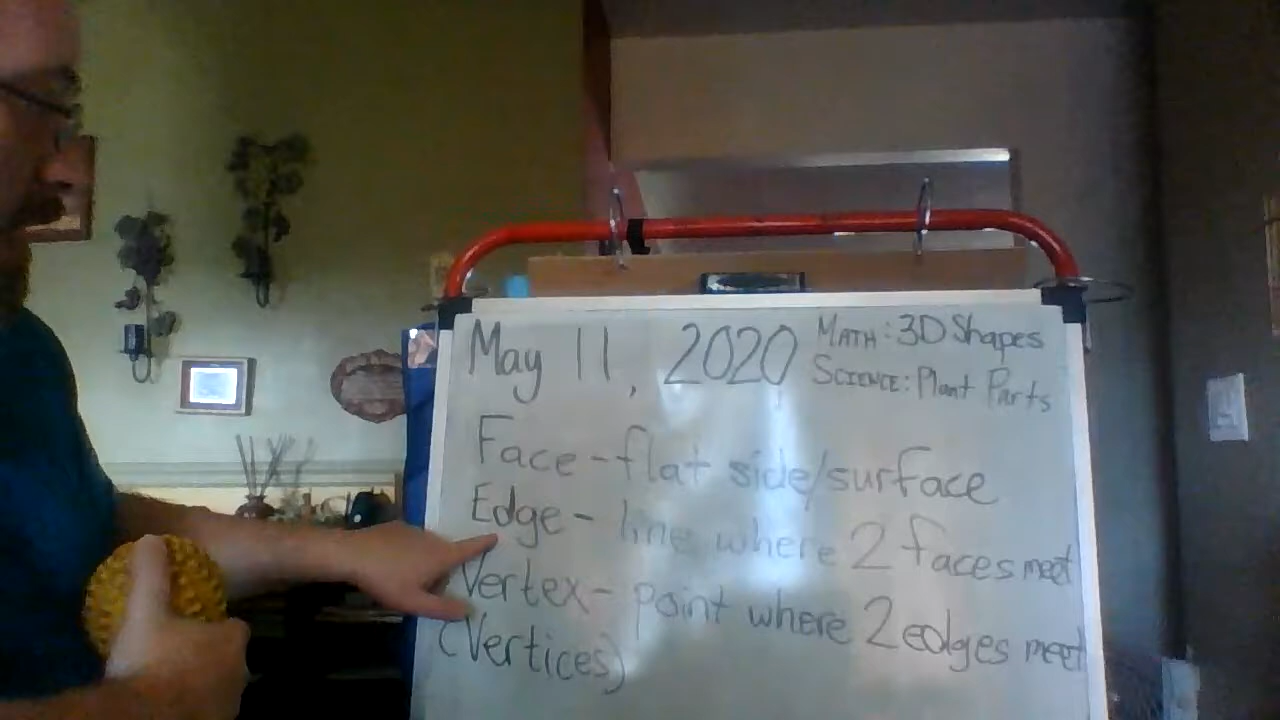 May 11, 2020
MATH: 3D Shapes
SCIENCE: Plant Parts
Face - flat side/surface
Edge - line where 2 faces meet
Vertex - point where 2 edges meet
(Vertices)